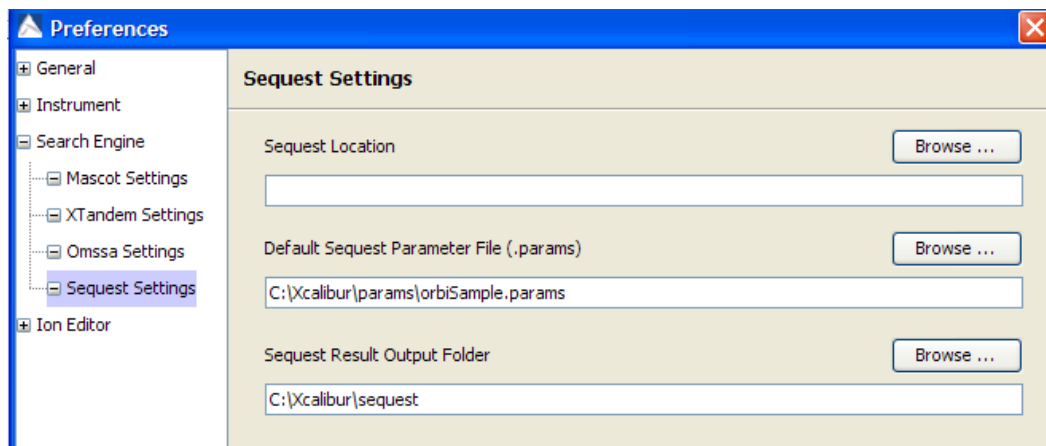 Preferences
General
Instrument
Search Engine
Mascot Settings
XTandem Settings
Omssa Settings
Sequest Settings
Ion Editor
Sequest Settings
Sequest Location
Browse ...
Default Sequest Parameter File (.params)
Browse ...
C:\Xcalibur\params\orbiSample.params
Sequest Result Output Folder
Browse ...
C:\Xcalibur\sequest